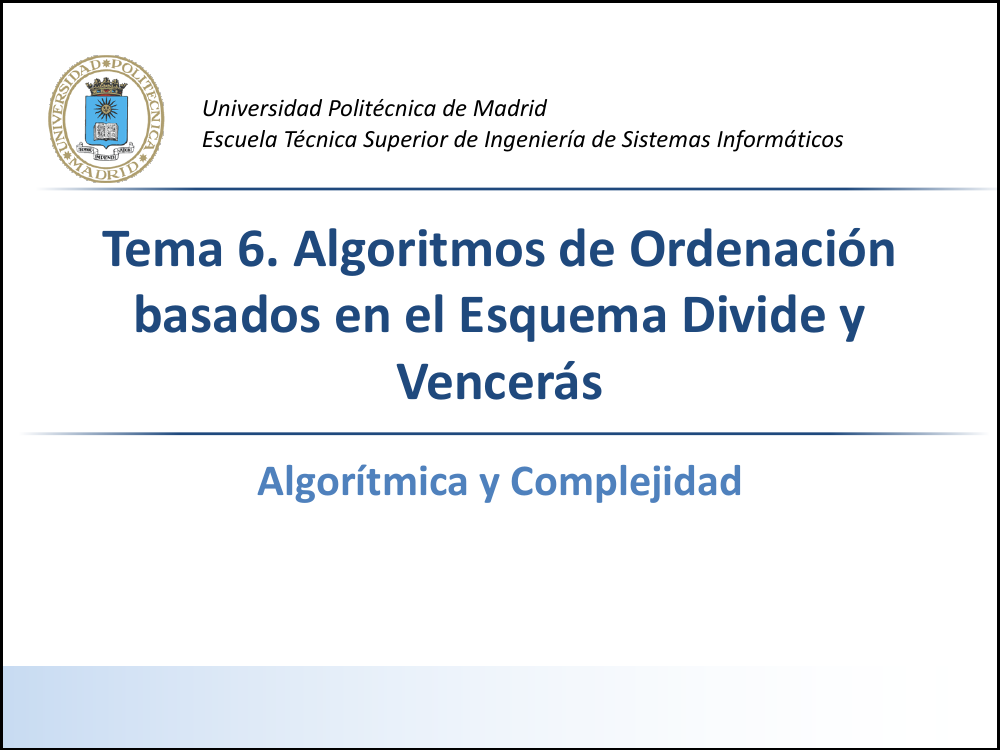 UNIVERSIDAD POLITÉCNICA
MADRID
Universidad Politécnica de Madrid
Escuela Técnica Superior de Ingeniería de Sistemas Informáticos
Tema 6. Algoritmos de Ordenación
basados en el Esquema Divide y
Vencerás
Algorítmica y Complejidad